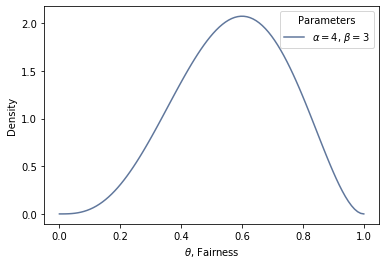 Parameters
α = 4, β = 3
Density
2.0
1.5
1.0
0.5
0.0
0.0 0.2 0.4 0.6 0.8 1.0
θ, Fairness